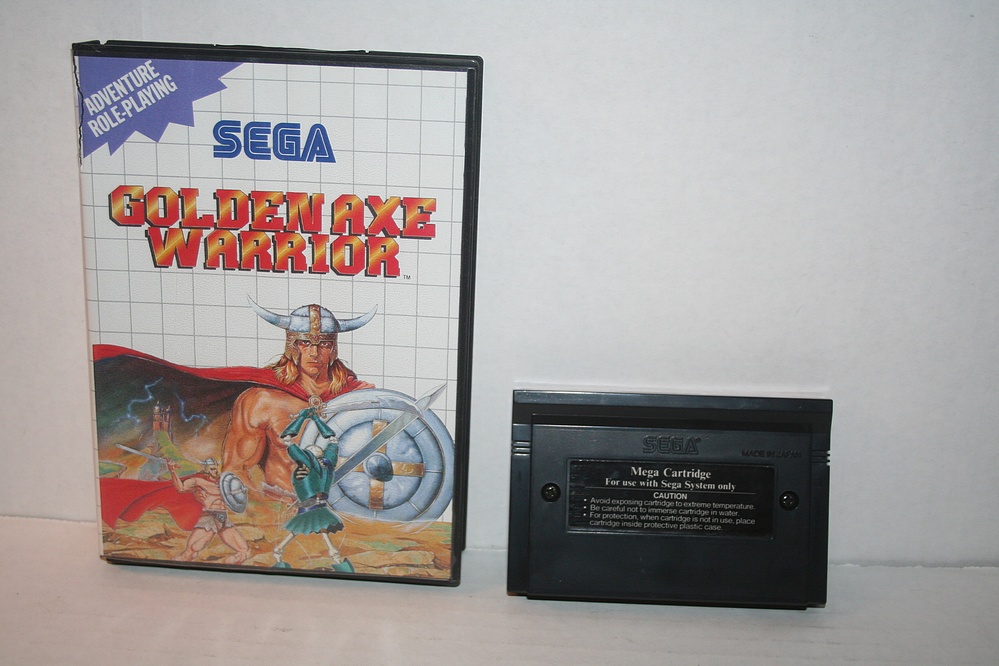 ADVENTURE
ROLE-PLAYING
SEGA
GOLDEN AXE
WARRIOR
TM
SEGA
MADE IN JAPAN
Mega Cartridge
For use with Sega System only
CAUTION
• Avoid exposing cartridge to extreme temperature.
• Be careful not to immerse cartridge in water.
• For protection, when cartridge is not in use, place
cartridge inside protective plastic case.